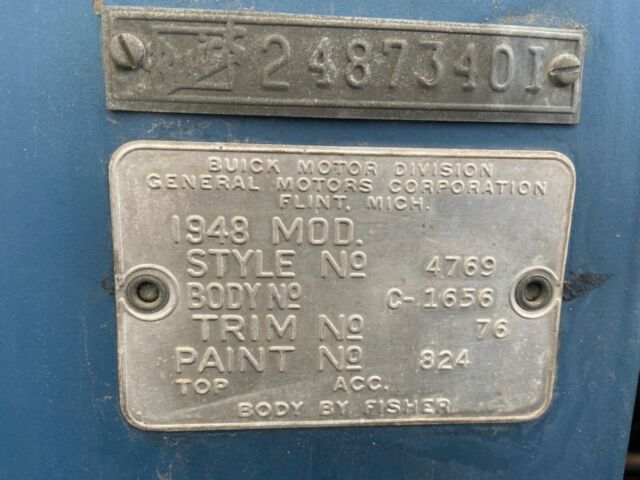 24873401
BUICK MOTOR DIVISION
GENERAL MOTORS CORPORATION
FLINT, MICH.
1948 MOD.
STYLE Nº 4769
BODY Nº C-1656
TRIM Nº 76
PAINT Nº 824
TOP ACC.
BODY BY FISHER